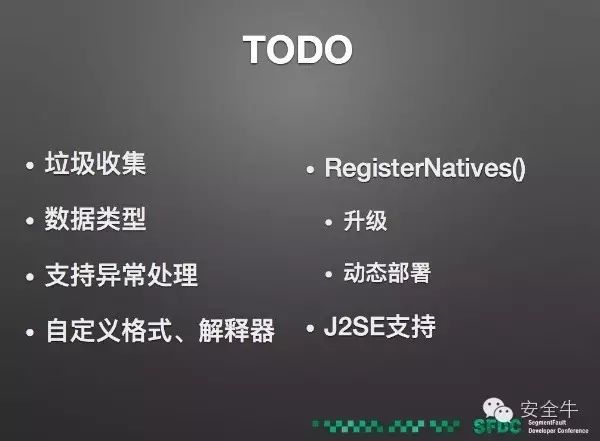 TODO
• 垃圾收集
• 数据类型
• 支持异常处理
• 自定义格式、解释器
• RegisterNatives()
• 升级
• 动态部署
• J2SE支持
安全牛
SFDC
SegmentFault
Developer Conference